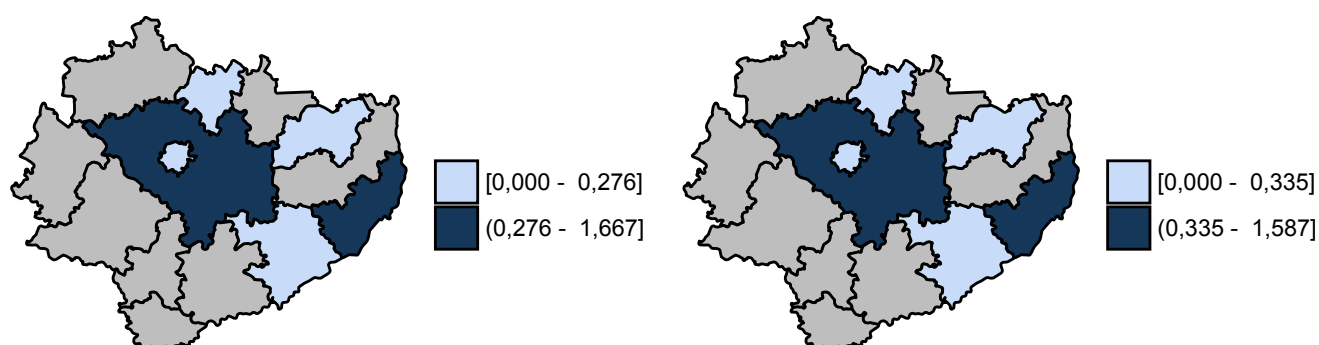 [0,000 - 0,276]
(0,276 - 1,667]
[0,000 - 0,335]
(0,335 - 1,587]